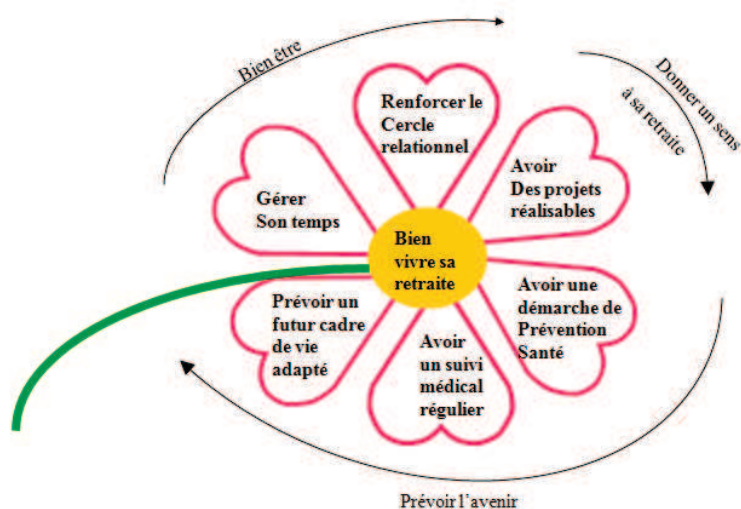 Bien être
Donner un sens
à sa retraite
Renforcer le
Cercle
relationnel
Avoir
Des projets
réalisables
Gérer
Son temps
Bien
vivre sa
retraite
Avoir une
démarche de
Prévention
Santé
Prévoir un
futur cadre
de vie
adapté
Avoir
un suivi
médical
régulier
Prévoir l'avenir